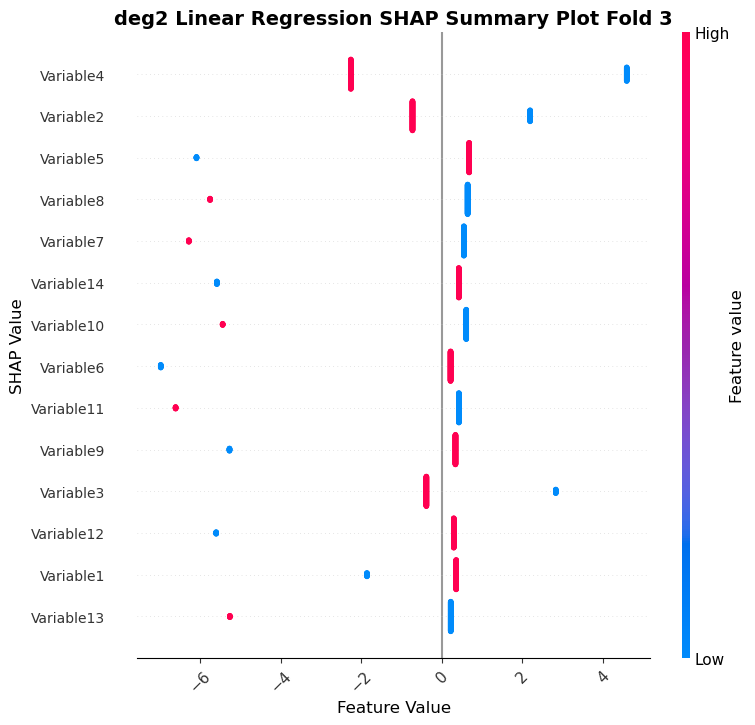 deg2 Linear Regression SHAP Summary Plot Fold 3
High
Variable4
Variable2
Variable5
Variable8
Variable7
Variable14
Variable10
Variable6
Variable11
Variable9
Variable3
Variable12
Variable1
Variable13
SHAP Value
Feature value
Low
−6 −4 −2 0 2 4
Feature Value